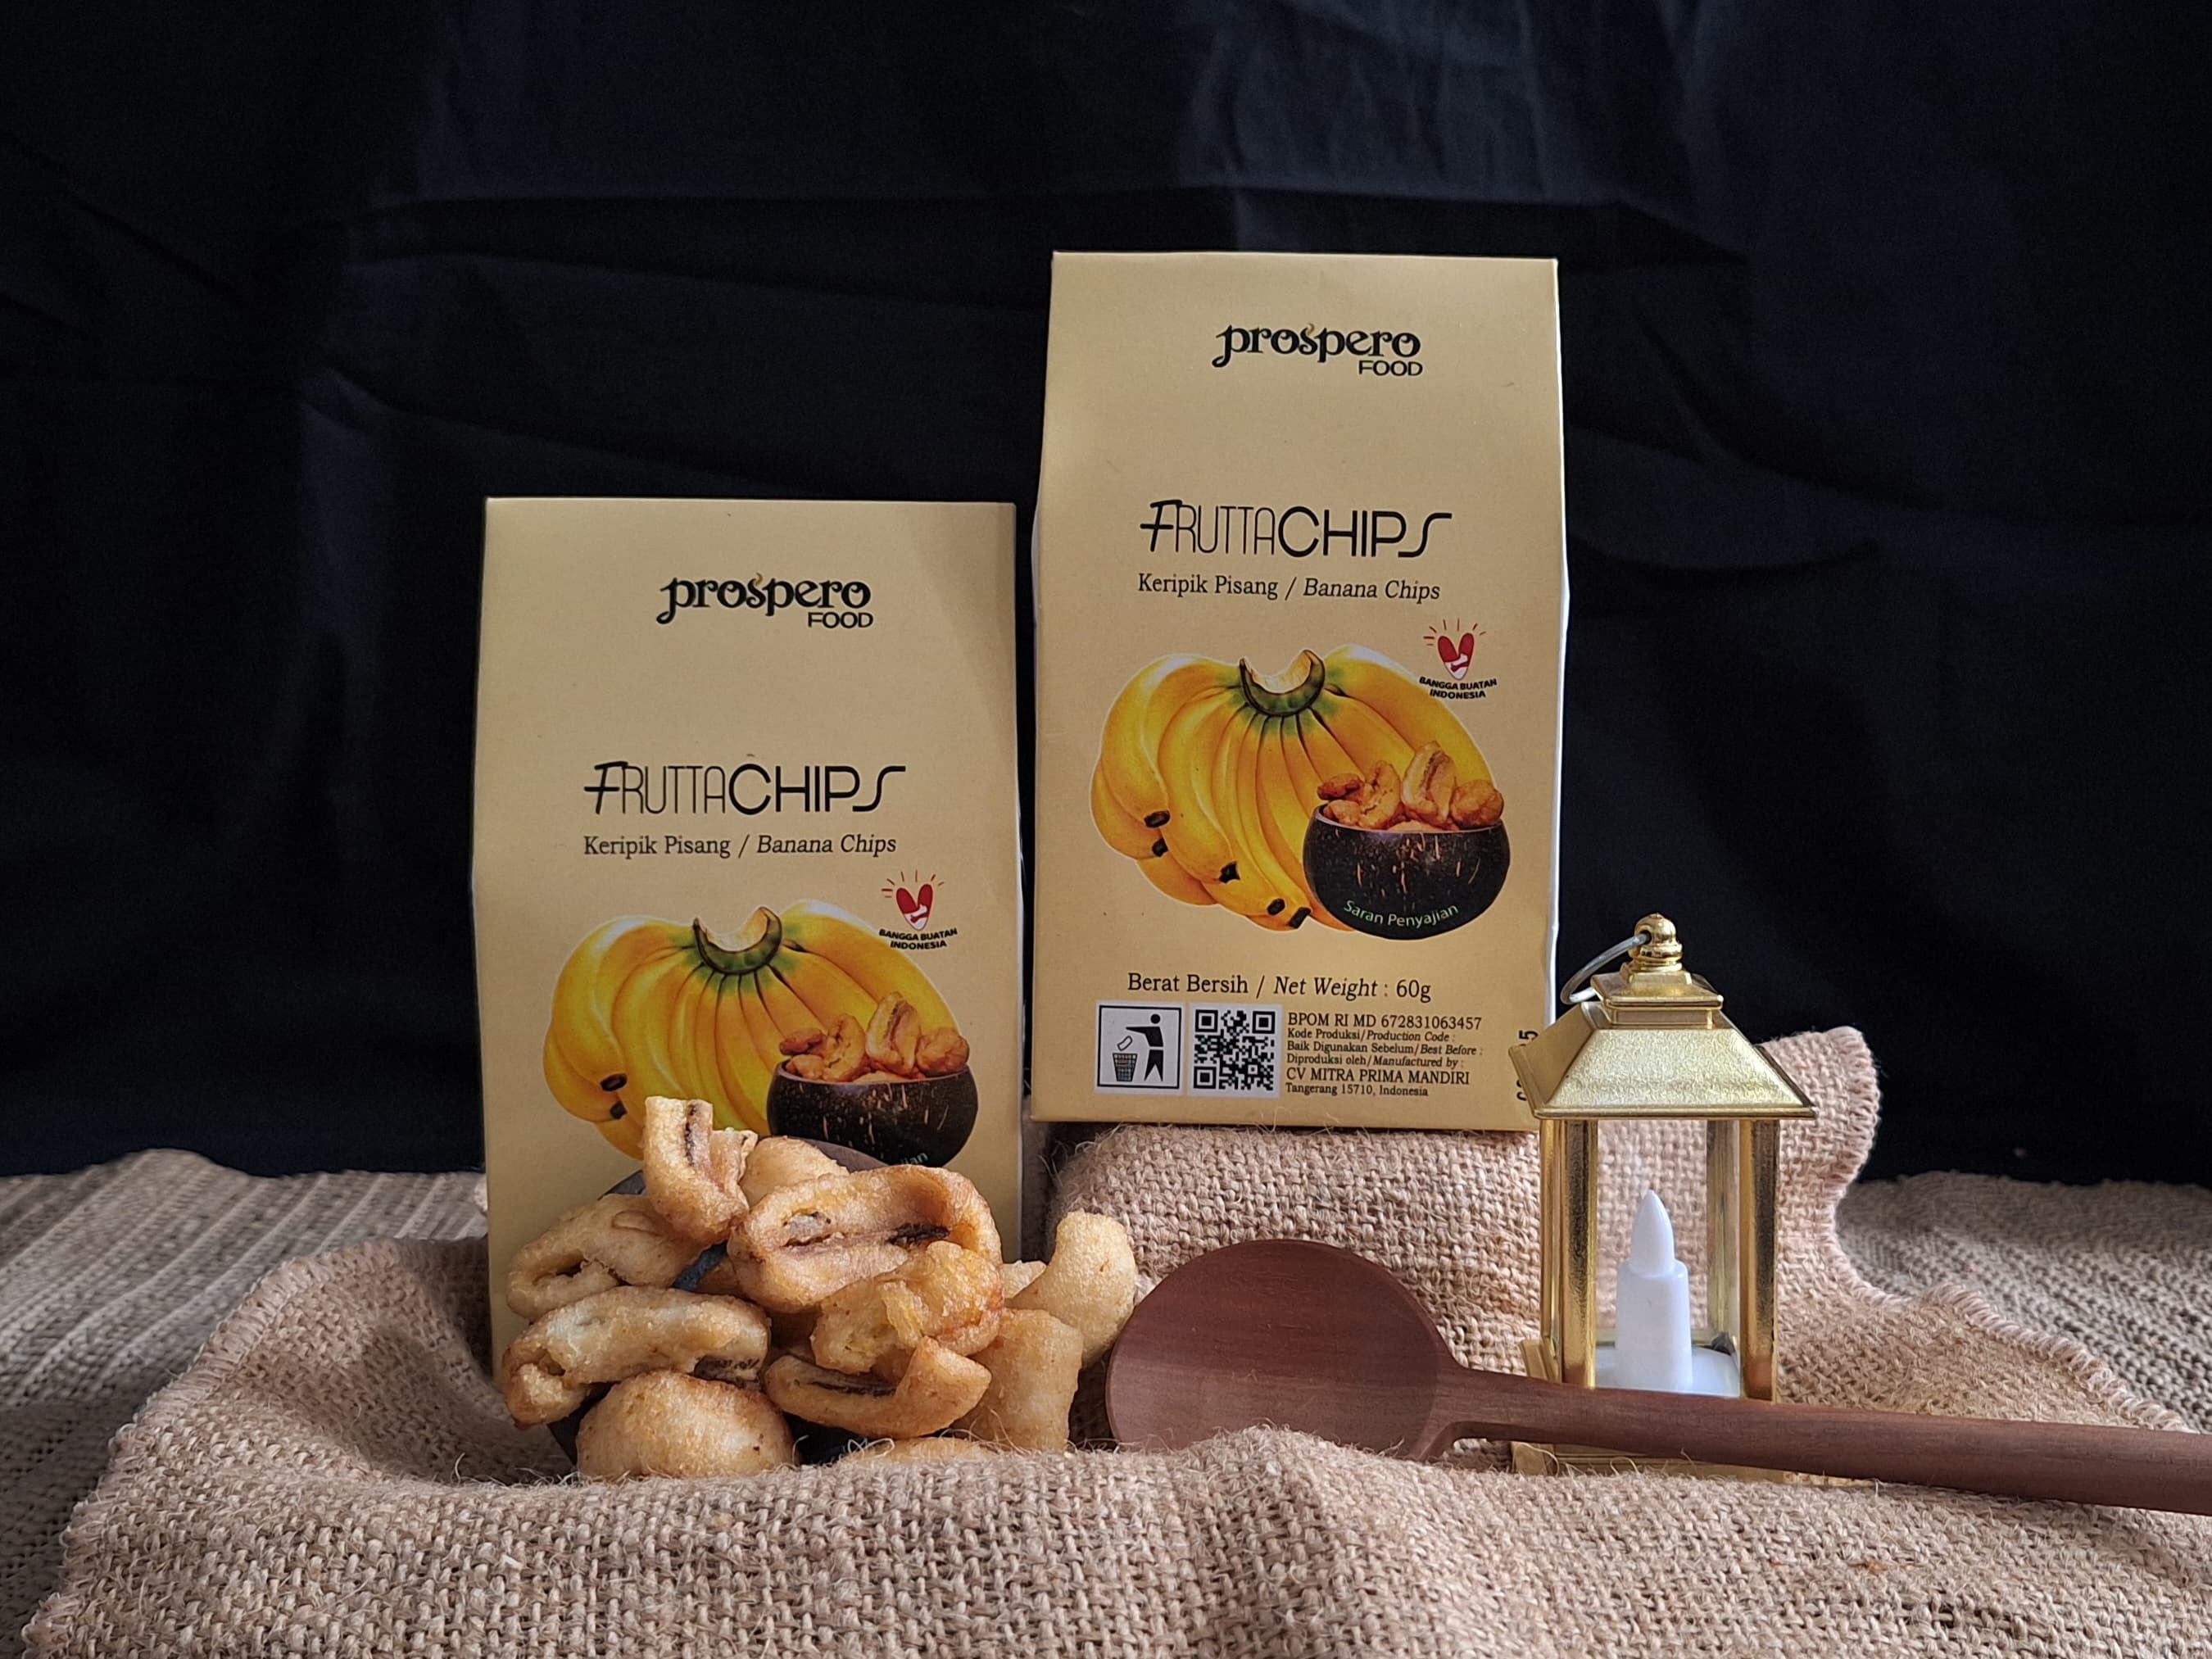 prospero
FOOD
FRUTTACHIPS
Keripik Pisang / Banana Chips
BANGGA BUATAN
INDONESIA
prospero
FOOD
FRUTTACHIPS
Keripik Pisang / Banana Chips
BANGGA BUATAN
INDONESIA
Saran Penyajian
Berat Bersih / Net Weight : 60g
BPOM RI MD 672831063457
Kode Produksi/Production Code :
Baik Digunakan Sebelum/Best Before :
Diproduksi oleh/Manufactured by :
CV MITRA PRIMA MANDIRI
Tangerang 15710, Indonesia